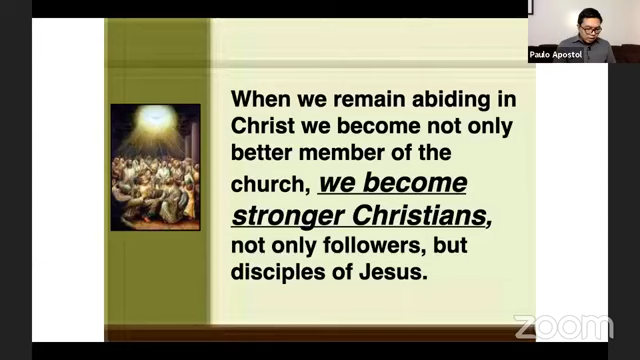 Paulo Apostol
When we remain abiding in
Christ we become not only
better member of the
church, we become
stronger Christians,
not only followers, but
disciples of Jesus.
zoom